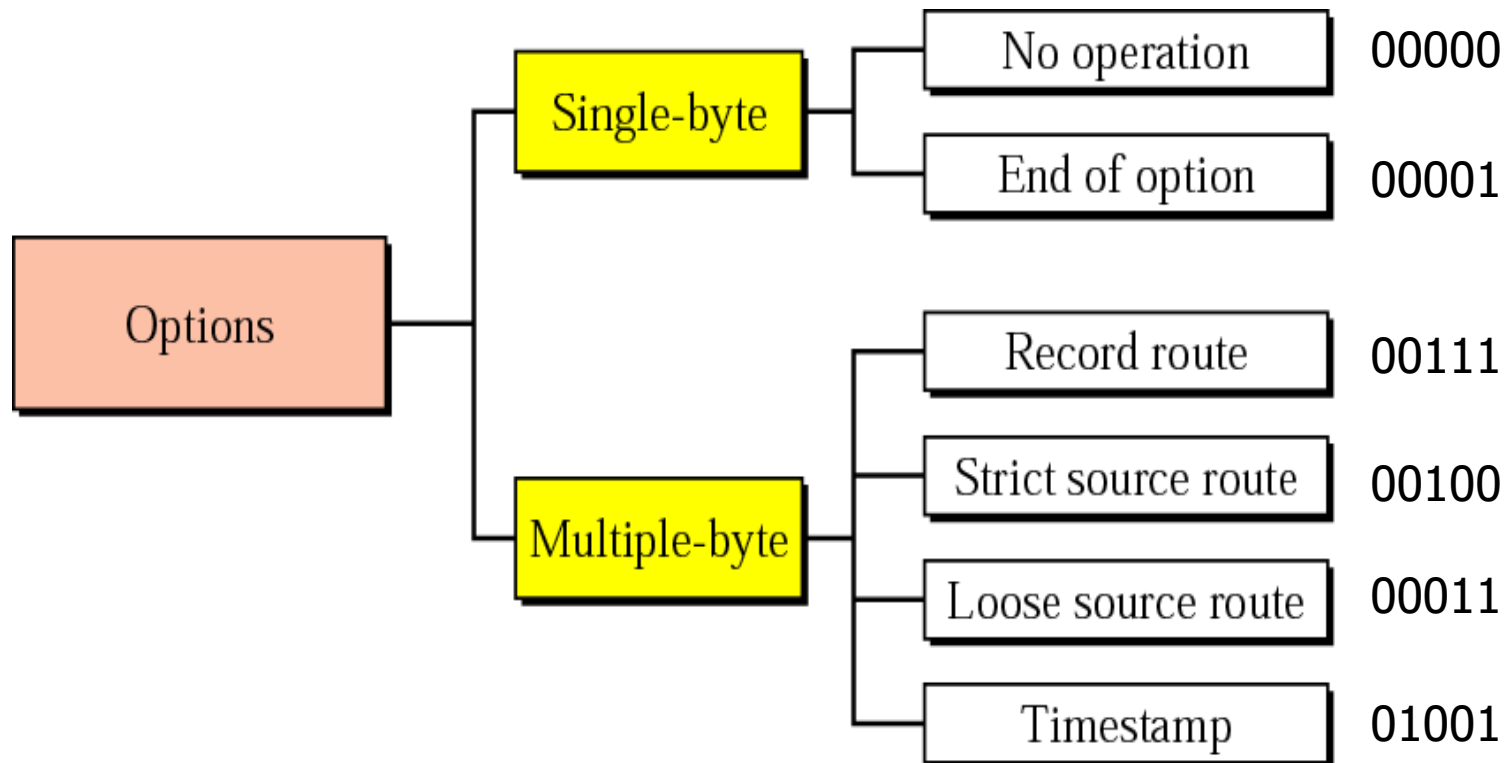 No operation 00000
Single-byte
End of option 00001
Options
Record route 00111
Strict source route 00100
Multiple-byte
Loose source route 00011
Timestamp 01001